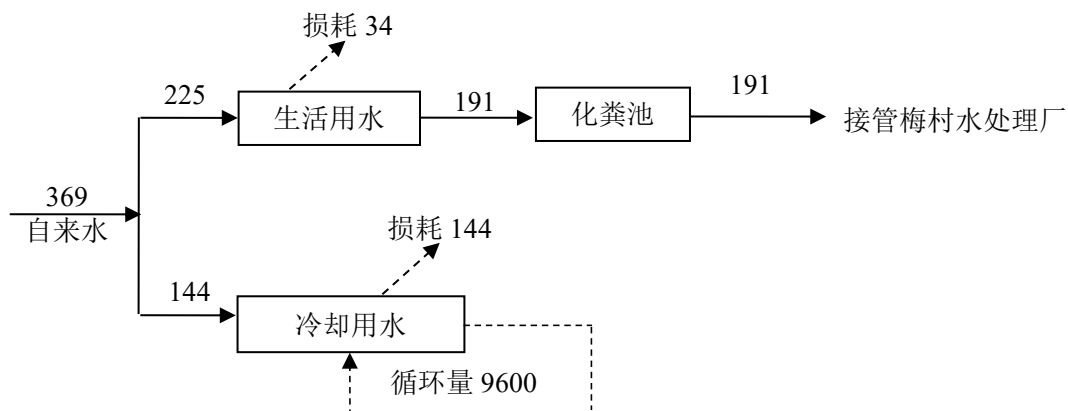 损耗 34
225
生活用水
191
化粪池
191
接管梅村水处理厂
369
自来水
损耗 144
144
冷却用水
循环量 9600